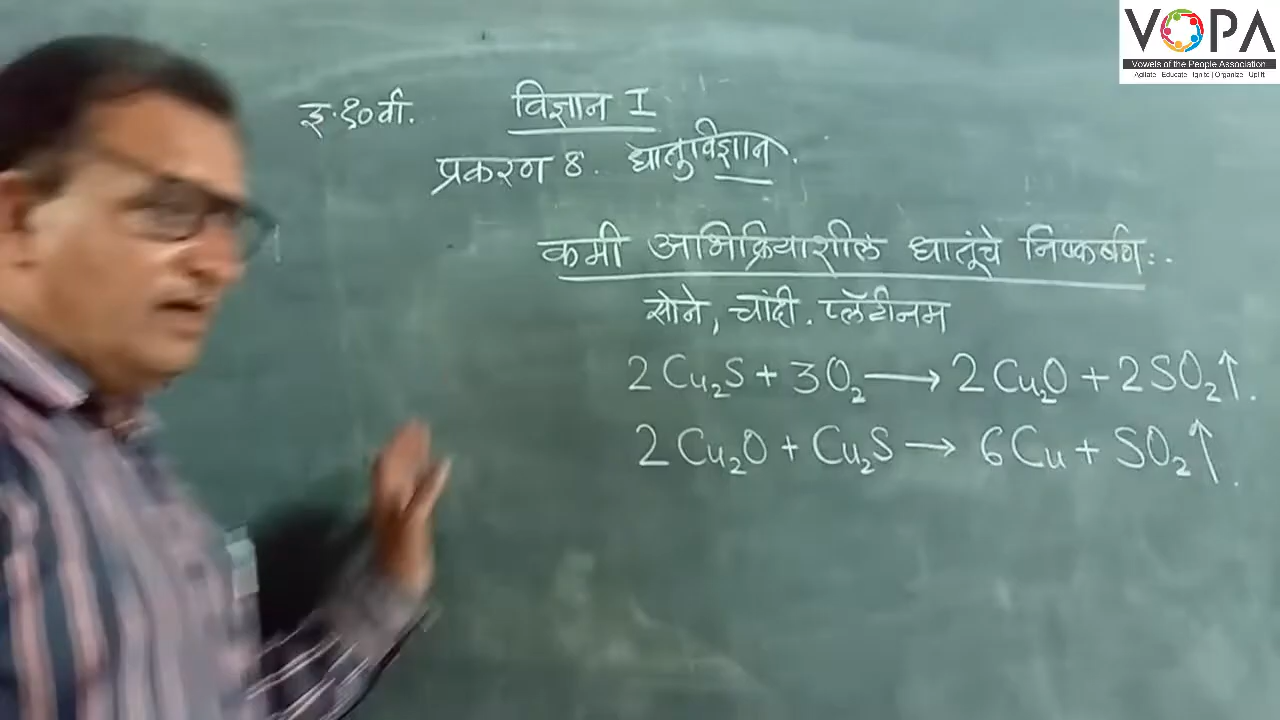 VOPA
Vowels of the People Association
Agitate | Educate | Ignite | Organize | Uplift
इ.१०वी. विज्ञान I
प्रकरण 8. धातुविज्ञान.
कमी अभिक्रियाशील धातूंचे निष्कर्षण:-.
सोने, चांदी. प्लॅटीनम
2Cu₂S + 3O₂ ⟶ 2Cu₂O + 2SO₂↑.
2Cu₂O + Cu₂S → 6Cu + SO₂↑.